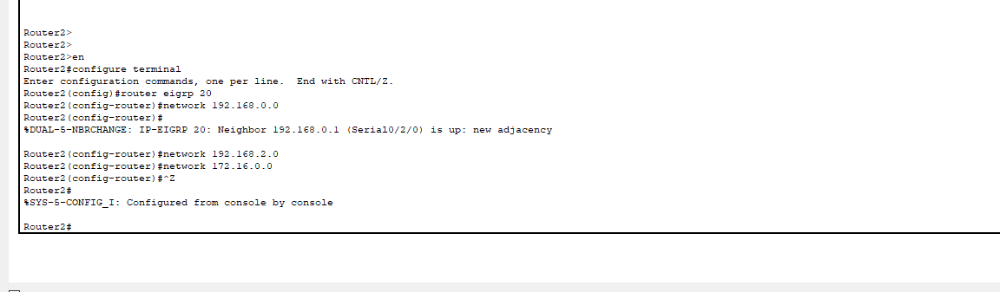 Router2>
Router2>
Router2>en
Router2#configure terminal
Enter configuration commands, one per line.  End with CNTL/Z.
Router2(config)#router eigrp 20
Router2(config-router)#network 192.168.0.0
Router2(config-router)#
%DUAL-5-NBRCHANGE: IP-EIGRP 20: Neighbor 192.168.0.1 (Serial0/2/0) is up: new adjacency
Router2(config-router)#network 192.168.2.0
Router2(config-router)#network 172.16.0.0
Router2(config-router)#^Z
Router2#
%SYS-5-CONFIG_I: Configured from console by console
Router2#